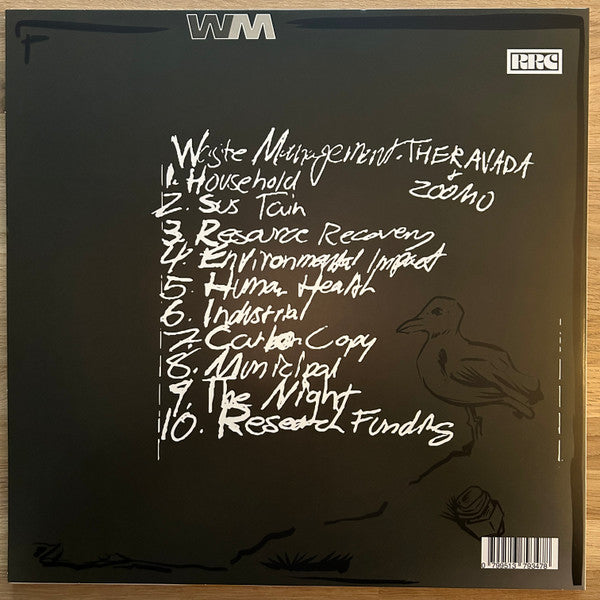 WM
RRC
Waste Management. THERAVADA
+ ZOOMO
1. Household
2. Sus Tain
3. Resource Recovery
4. Environmental Impact
5. Human Health
6. Industrial
7. Carbon Copy
8. Municipal
9. The Night
10. Research Funding